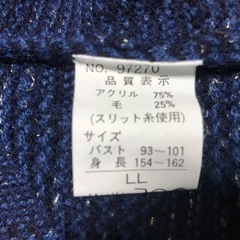 NO. 97270
品質表示
アクリル 75%
毛 25%
(スリット糸使用)
サイズ
バスト 93~101
身長 154~162
LL